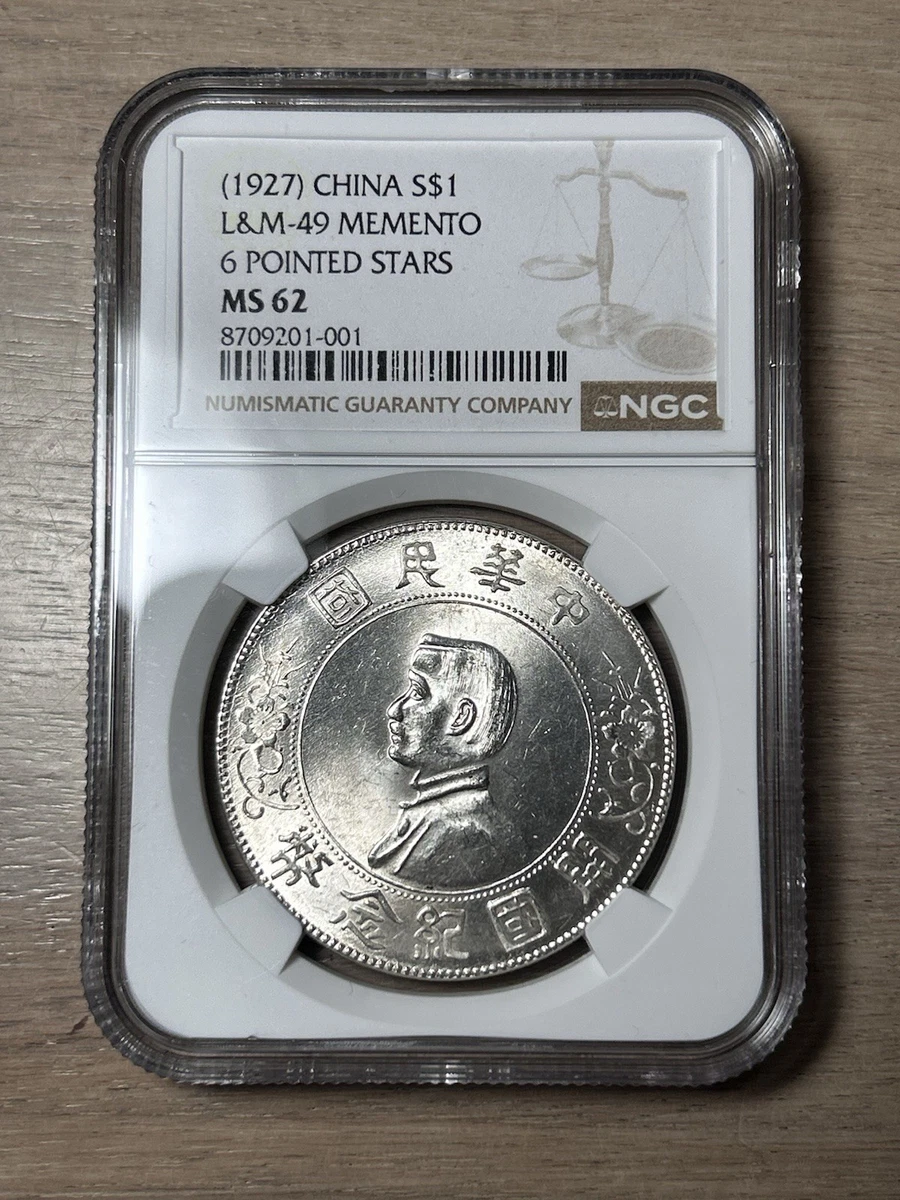 (1927) CHINA S$1
L&M-49 MEMENTO
6 POINTED STARS
MS 62
8709201-001
NUMISMATIC GUARANTY COMPANY
NGC
中華民國
開國紀念幣